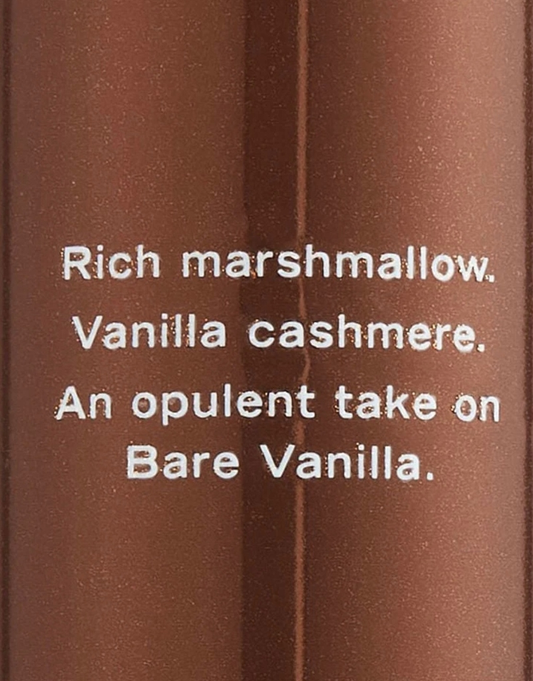 Rich marshmallow.
Vanilla cashmere.
An opulent take on
Bare Vanilla.